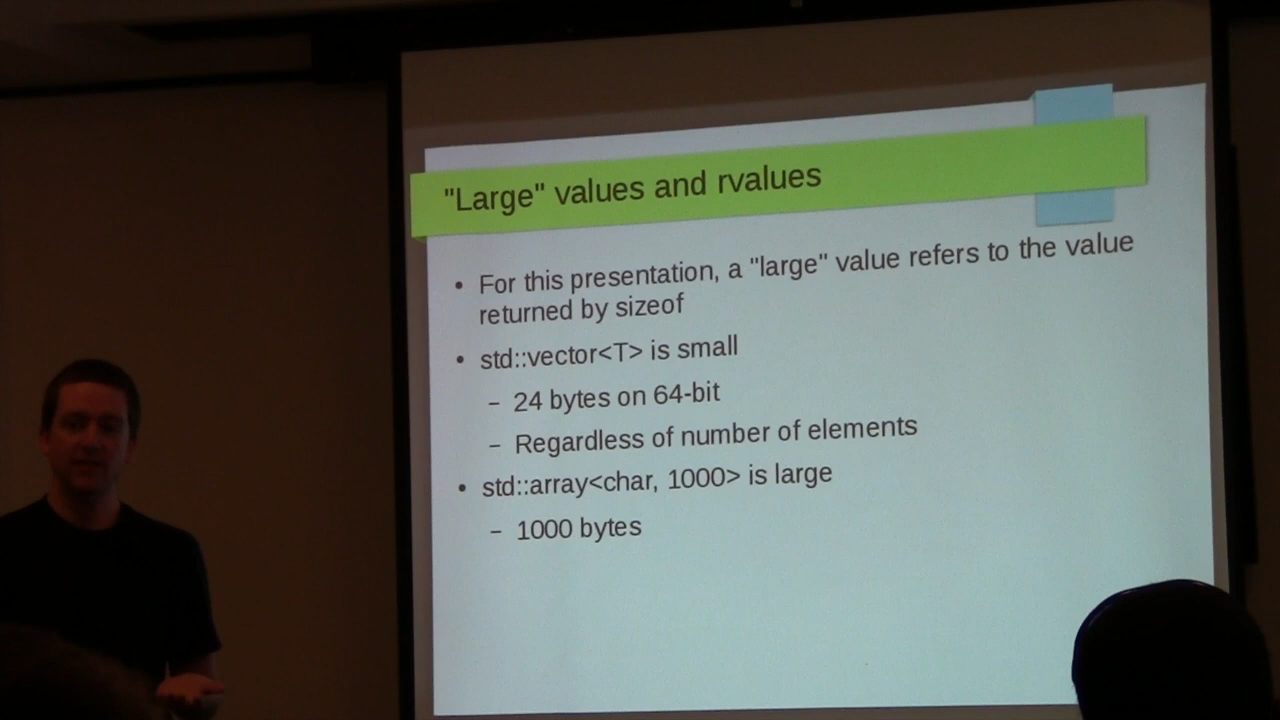 "Large" values and rvalues
• For this presentation, a "large" value refers to the value
returned by sizeof
• std::vector<T> is small
– 24 bytes on 64-bit
– Regardless of number of elements
• std::array<char, 1000> is large
– 1000 bytes